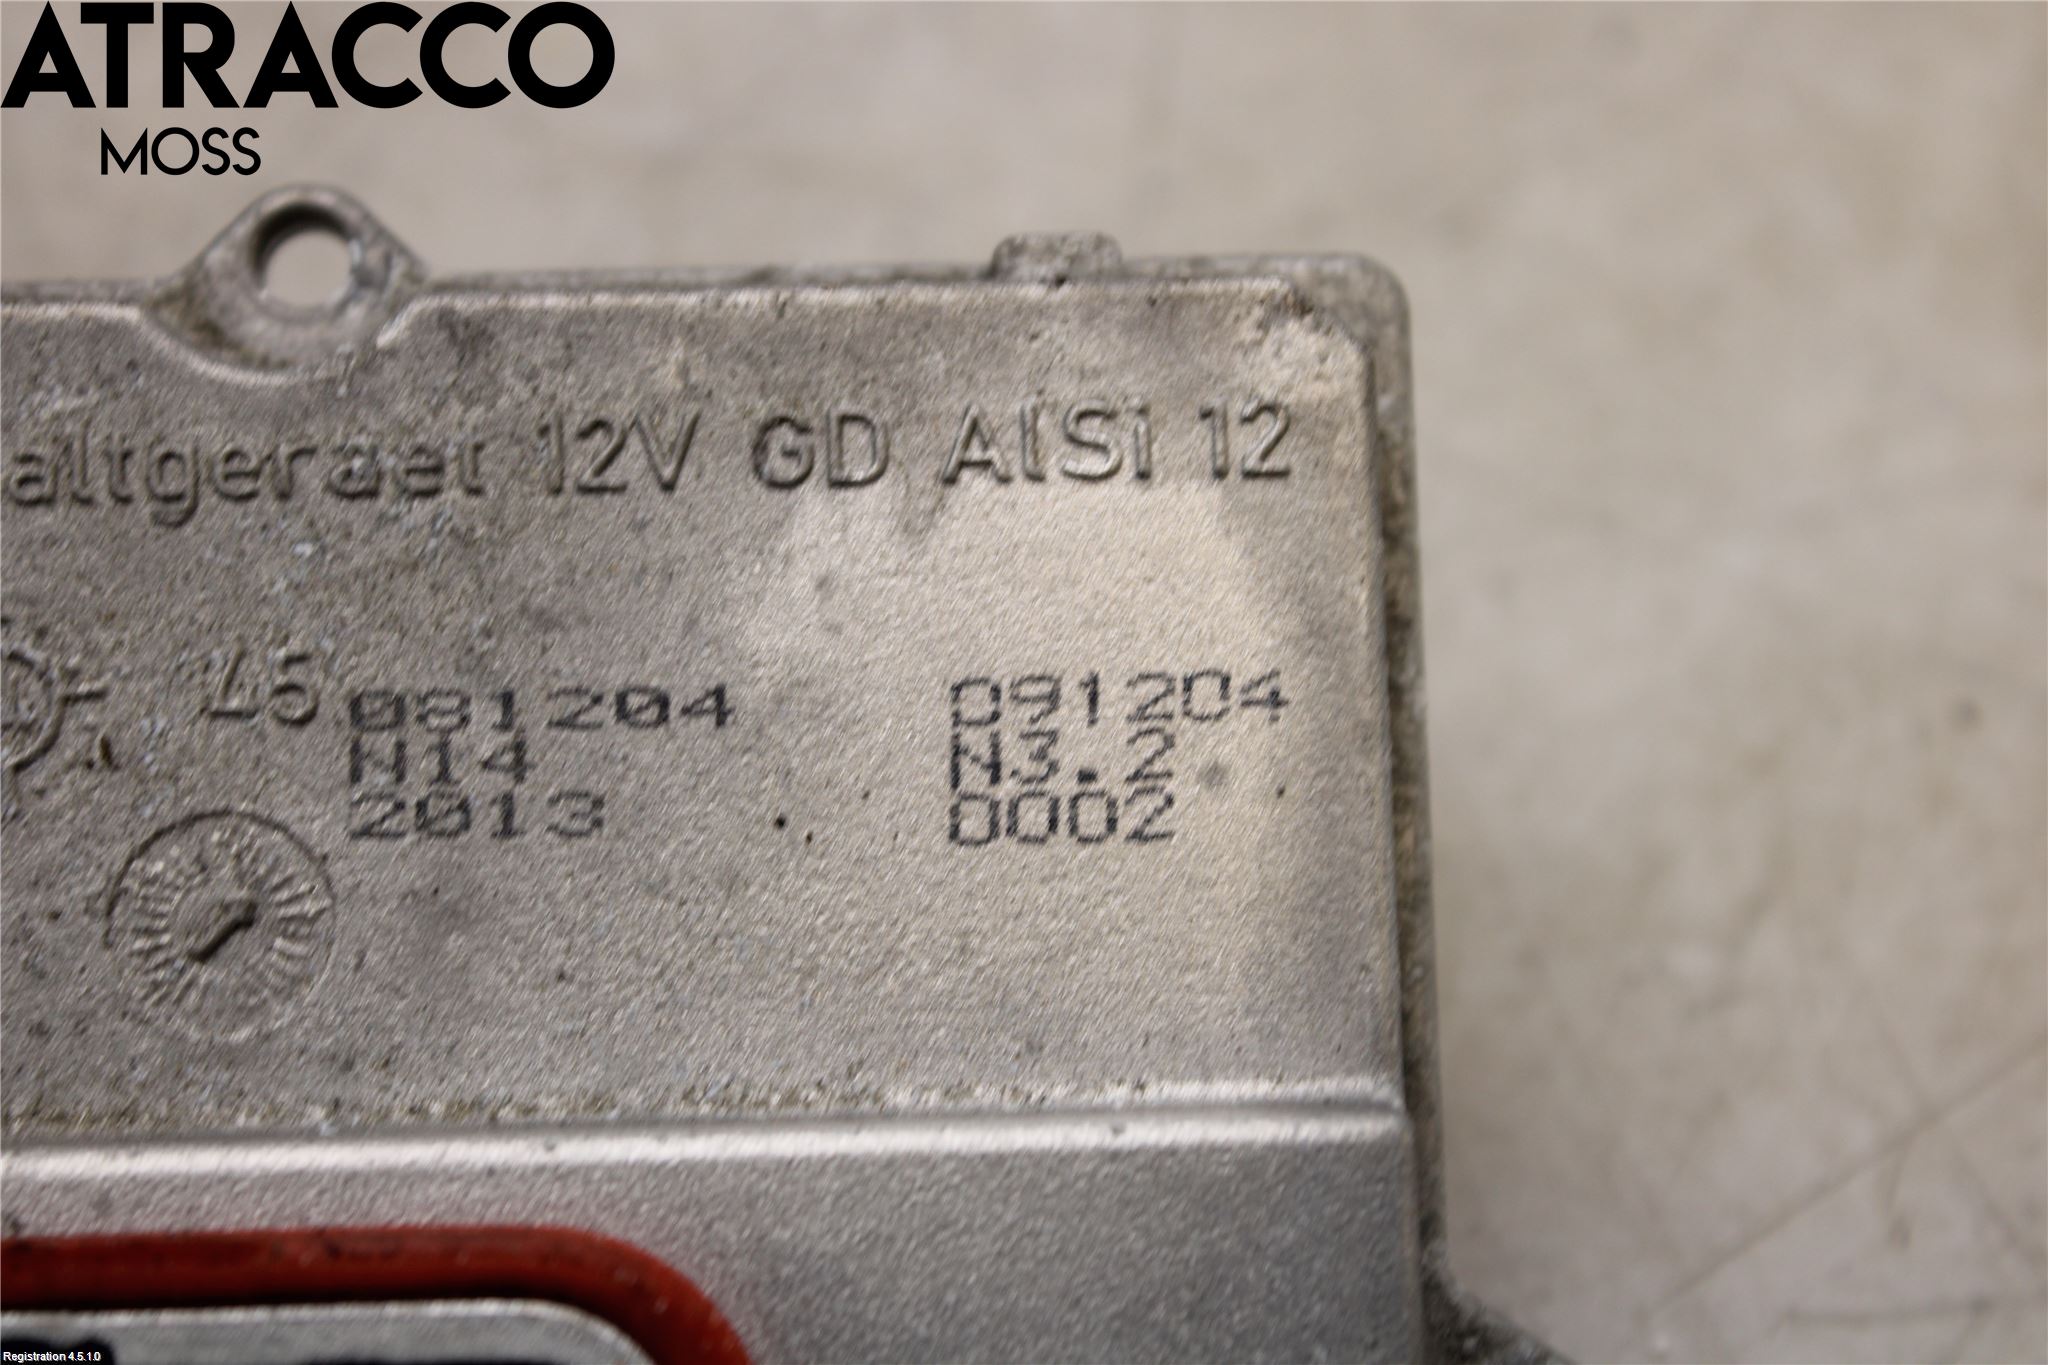 ATRACCO
MOSS
altgeraet 12V GD AlSi 12
45
081204 091204
N14 N3.2
2013 0002
Registration 4.5.1.0